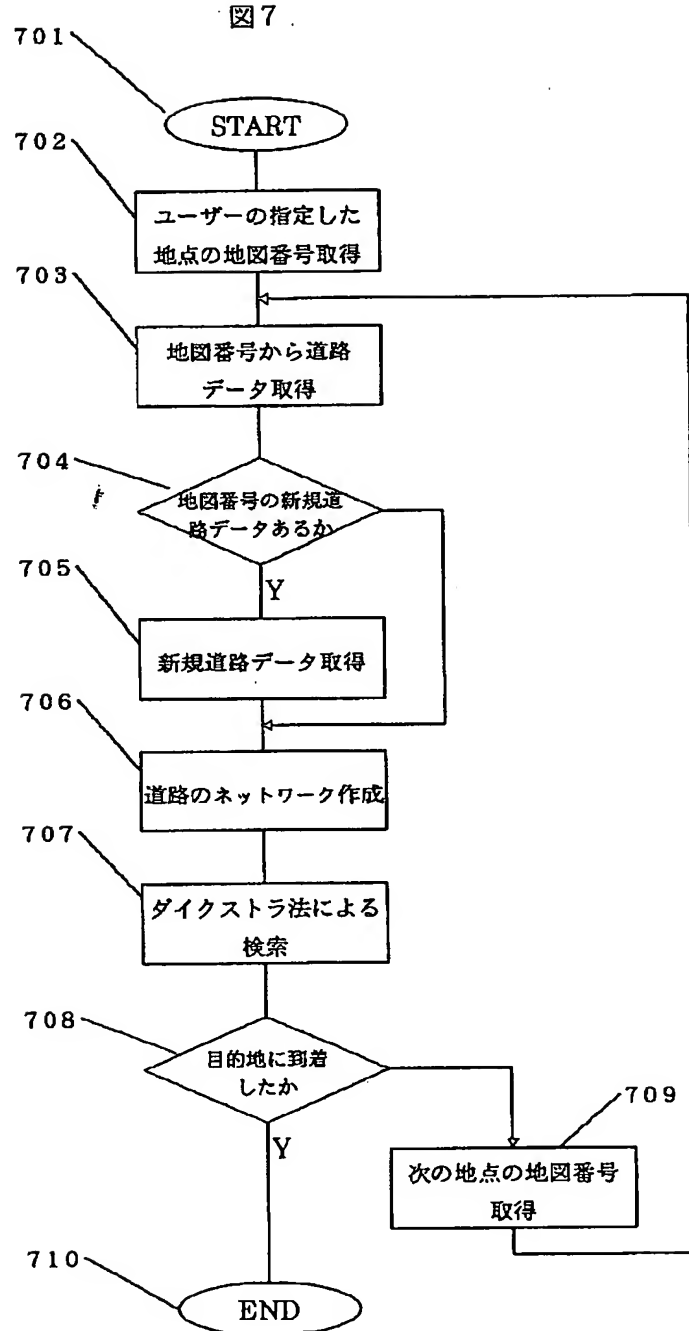 図7
701
START
702
ユーザーの指定した
地点の地図番号取得
703
地図番号から道路
データ取得
704
地図番号の新規道
路データあるか
Y
705
新規道路データ取得
706
道路のネットワーク作成
707
ダイクストラ法による
検索
708
目的地に到着
したか
Y
709
次の地点の地図番号
取得
710
END